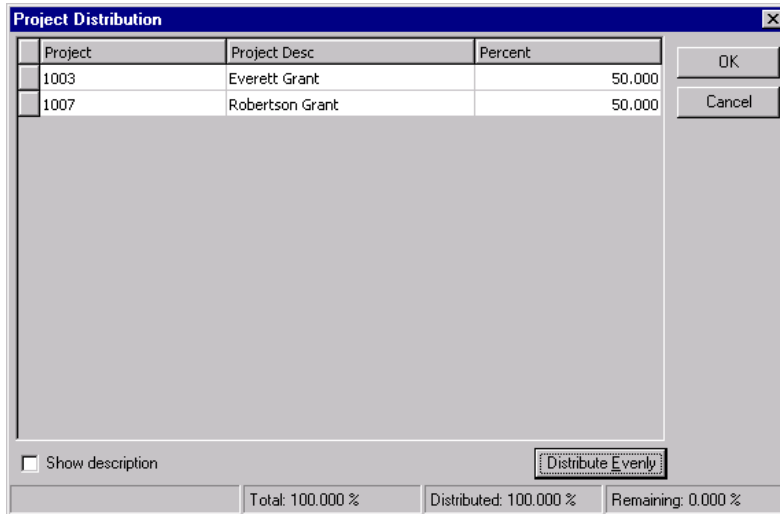 Project Distribution
Project Project Desc Percent
OK
1003 Everett Grant 50.000
1007 Robertson Grant 50.000
Cancel
Show description
Distribute Evenly
Total: 100.000 % Distributed: 100.000 % Remaining: 0.000 %